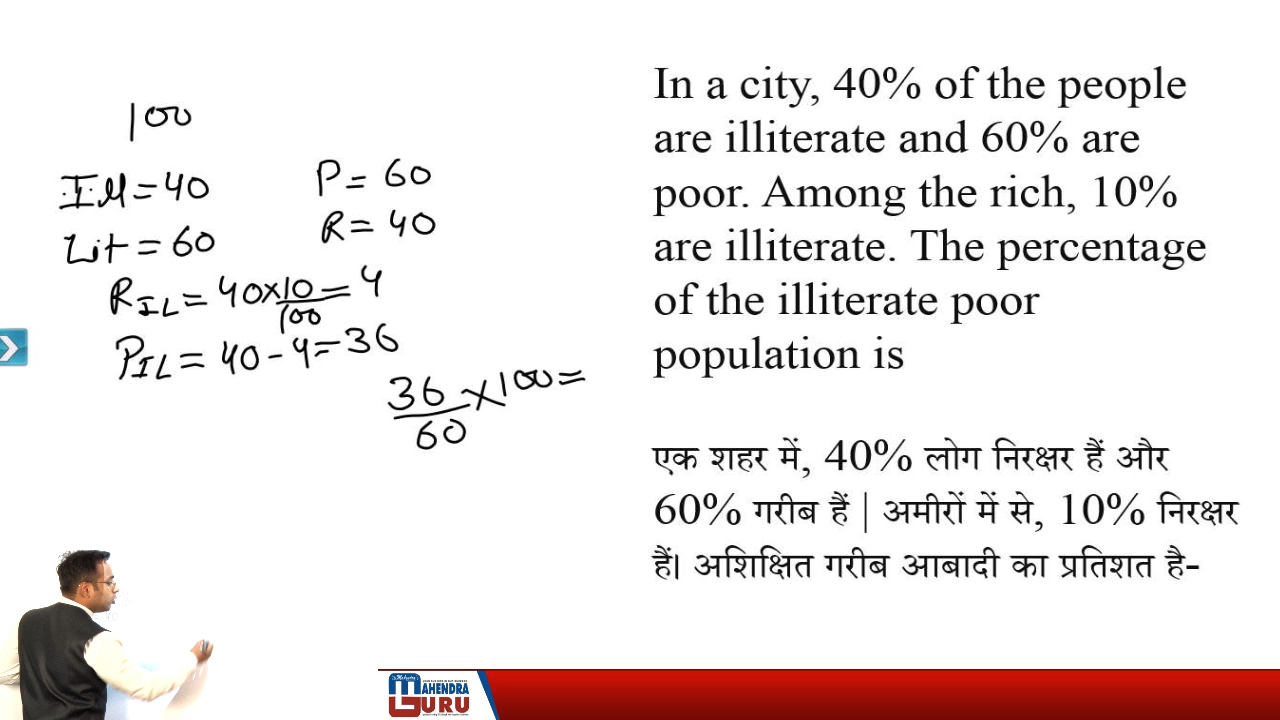 100
Ill = 40
Lit = 60
P = 60
R = 40
R_IL = 40×10/100 = 4
P_IL = 40 - 4 = 36
36/60 × 100 =
In a city, 40% of the people
are illiterate and 60% are
poor. Among the rich, 10%
are illiterate. The percentage
of the illiterate poor
population is
एक शहर में, 40% लोग निरक्षर हैं और
60% गरीब हैं | अमीरों में से, 10% निरक्षर
हैं। अशिक्षित गरीब आबादी का प्रतिशत है-
MAHENDRA
GURU